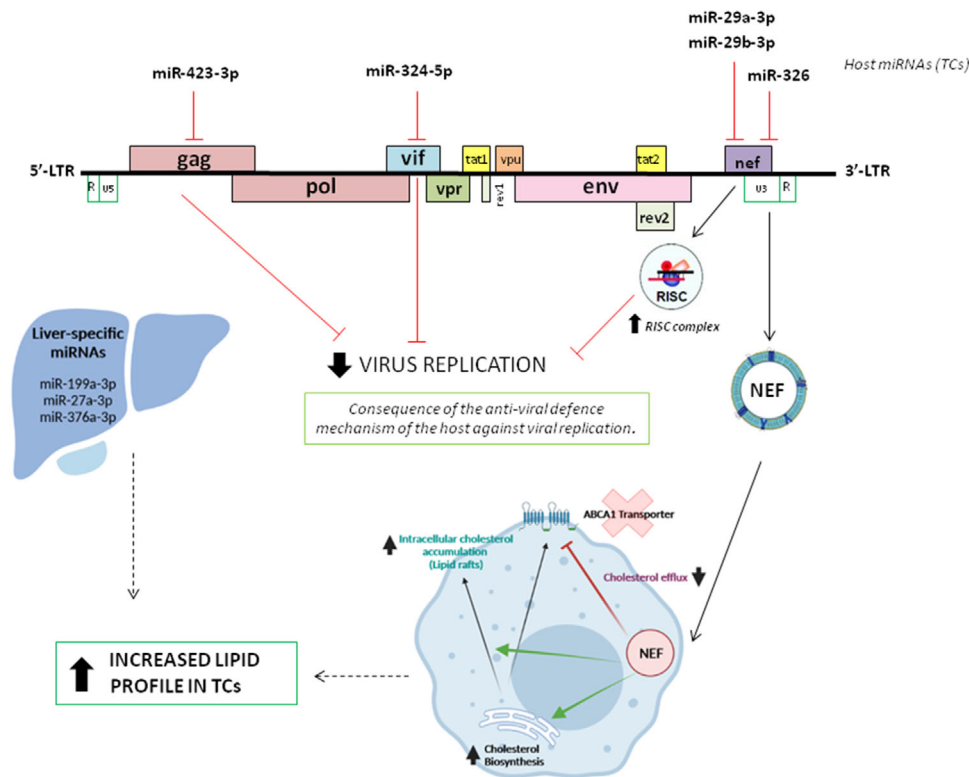 miR-29a-3p
miR-29b-3p
miR-423-3p
miR-324-5p
miR-326
Host miRNAs (TCs)
5’-LTR
gag
vif
tat1
vpu
tat2
nef
3’-LTR
R
U5
pol
vpr
rev1
env
rev2
U3
R
RISC
RISC complex
Liver-specific
miRNAs
miR-199a-3p
miR-27a-3p
miR-376a-3p
VIRUS REPLICATION
Consequence of the anti-viral defence
mechanism of the host against viral replication.
NEF
ABCA1 Transporter
Intracellular cholesterol
accumulation
(Lipid rafts)
Cholesterol efflux
NEF
INCREASED LIPID
PROFILE IN TCs
Cholesterol
Biosynthesis